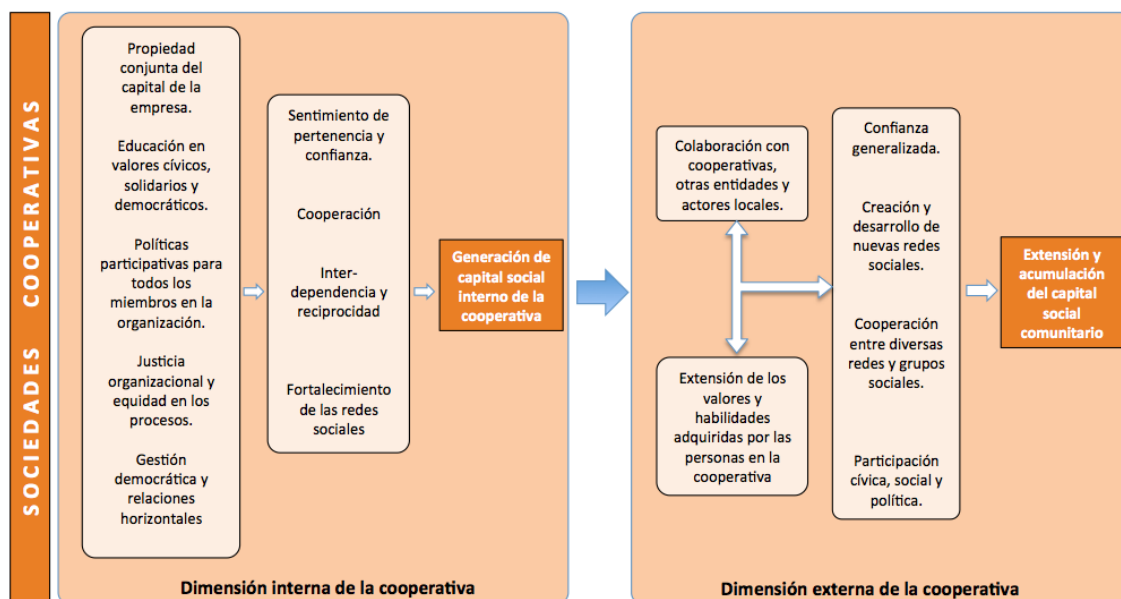 SOCIEDADES COOPERATIVAS
Propiedad
conjunta del
capital de la
empresa.
Educación en
valores cívicos,
solidarios y
democráticos.
Políticas
participativas para
todos los
miembros en la
organización.
Justicia
organizacional y
equidad en los
procesos.
Gestión
democrática y
relaciones
horizontales
Sentimiento de
pertenencia y
confianza.
Cooperación
Inter-
dependencia y
reciprocidad
Fortalecimiento
de las redes
sociales
Generación de
capital social
interno de la
cooperativa
Dimensión interna de la cooperativa
Colaboración con
cooperativas,
otras entidades y
actores locales.
Extensión de los
valores y
habilidades
adquiridas por las
personas en la
cooperativa
Confianza
generalizada.
Creación y
desarrollo de
nuevas redes
sociales.
Cooperación
entre diversas
redes y grupos
sociales.
Participación
cívica, social y
política.
Extensión y
acumulación
del capital
social
comunitario
Dimensión externa de la cooperativa